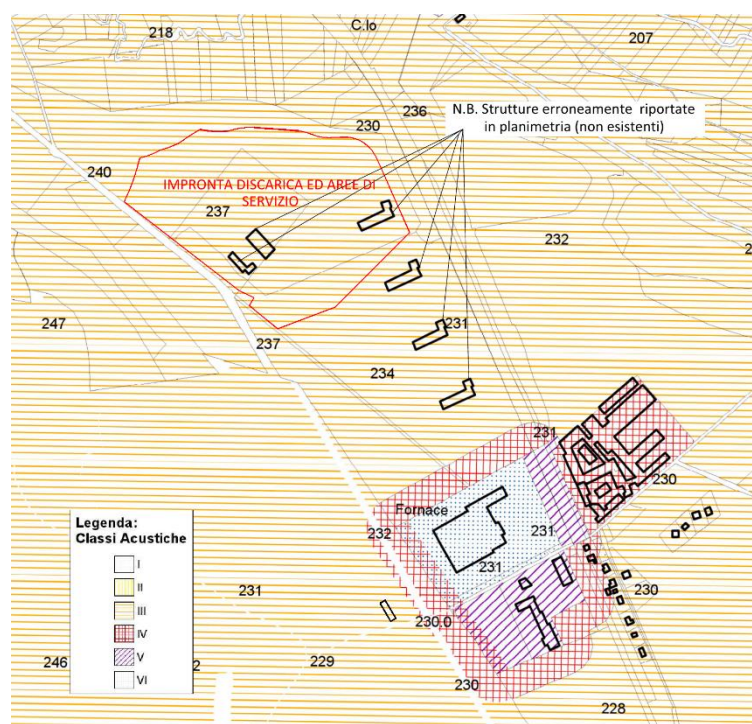 218
C.lo
207
236
230
N.B. Strutture erroneamente riportate
in planimetria (non esistenti)
240
IMPRONTA DISCARICA ED AREE DI
SERVIZIO
237
232
2
247
231
237
234
231
230
Fornace
232
231
231
Legenda:
Classi Acustiche
I
II
III
IV
V
VI
231
230
230.0
246
2
229
230
228